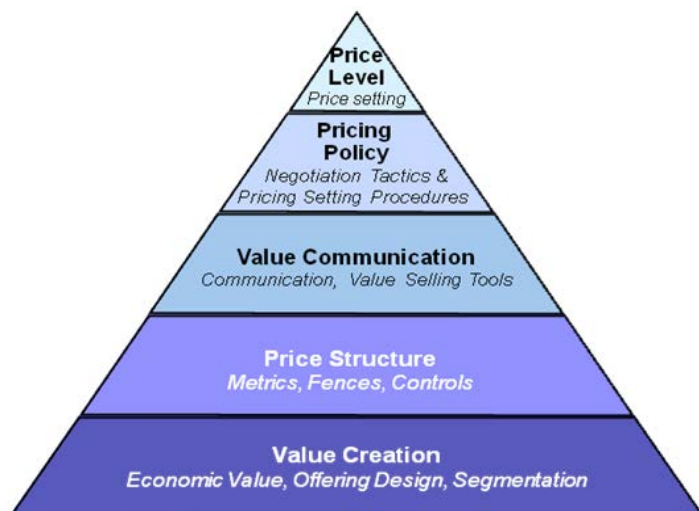 Price
Level
Price setting
Pricing
Policy
Negotiation Tactics &
Pricing Setting Procedures
Value Communication
Communication, Value Selling Tools
Price Structure
Metrics, Fences, Controls
Value Creation
Economic Value, Offering Design, Segmentation